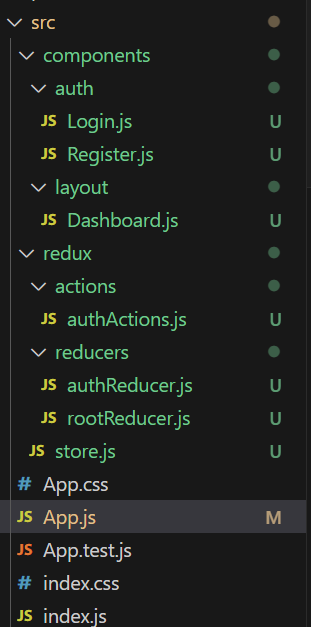 src
components
auth
JS Login.js U
JS Register.js U
layout
JS Dashboard.js U
redux
actions
JS authActions.js U
reducers
JS authReducer.js U
JS rootReducer.js U
JS store.js U
# App.css
JS App.js M
JS App.test.js
# index.css
JS index.js